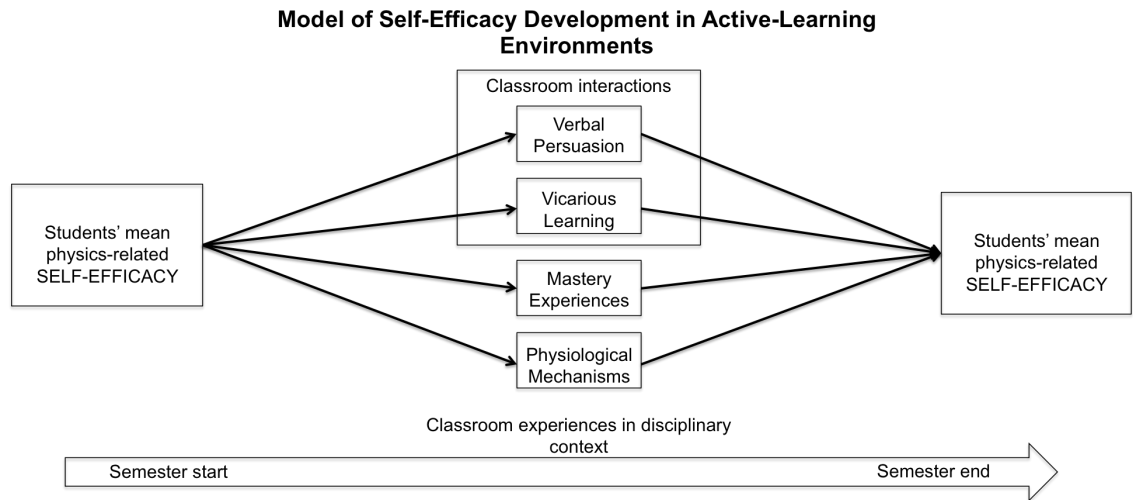 Model of Self-Efficacy Development in Active-Learning
Environments
Classroom interactions
Verbal
Persuasion
Vicarious
Learning
Students’ mean
physics-related
SELF-EFFICACY
Mastery
Experiences
Physiological
Mechanisms
Students’ mean
physics-related
SELF-EFFICACY
Classroom experiences in disciplinary
context
Semester start
Semester end